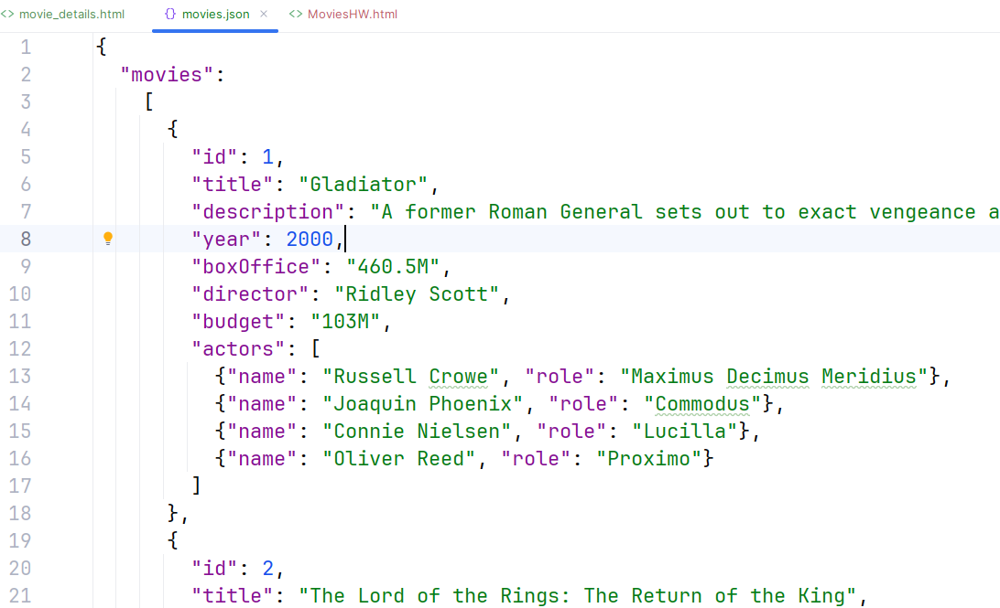 <> movie_details.html {} movies.json × <> MoviesHW.html
1 {
2 "movies":
3 [
4 {
5 "id": 1,
6 "title": "Gladiator",
7 "description": "A former Roman General sets out to exact vengeance a
8 "year": 2000,
9 "boxOffice": "460.5M",
10 "director": "Ridley Scott",
11 "budget": "103M",
12 "actors": [
13 {"name": "Russell Crowe", "role": "Maximus Decimus Meridius"},
14 {"name": "Joaquin Phoenix", "role": "Commodus"},
15 {"name": "Connie Nielsen", "role": "Lucilla"},
16 {"name": "Oliver Reed", "role": "Proximo"}
17 ]
18 },
19 {
20 "id": 2,
21 "title": "The Lord of the Rings: The Return of the King",